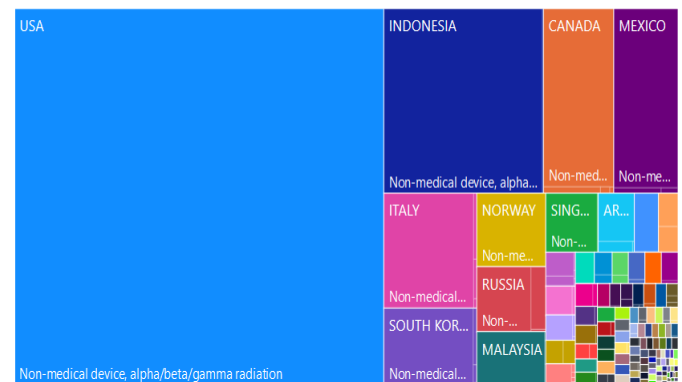 USA
Non-medical device, alpha/beta/gamma radiation
INDONESIA
Non-medical device, alpha...
CANADA
Non-med...
MEXICO
Non-me...
ITALY
Non-medical...
NORWAY
Non-me...
SING...
Non-...
AR...
RUSSIA
Non-...
SOUTH KOR...
Non-medical...
MALAYSIA